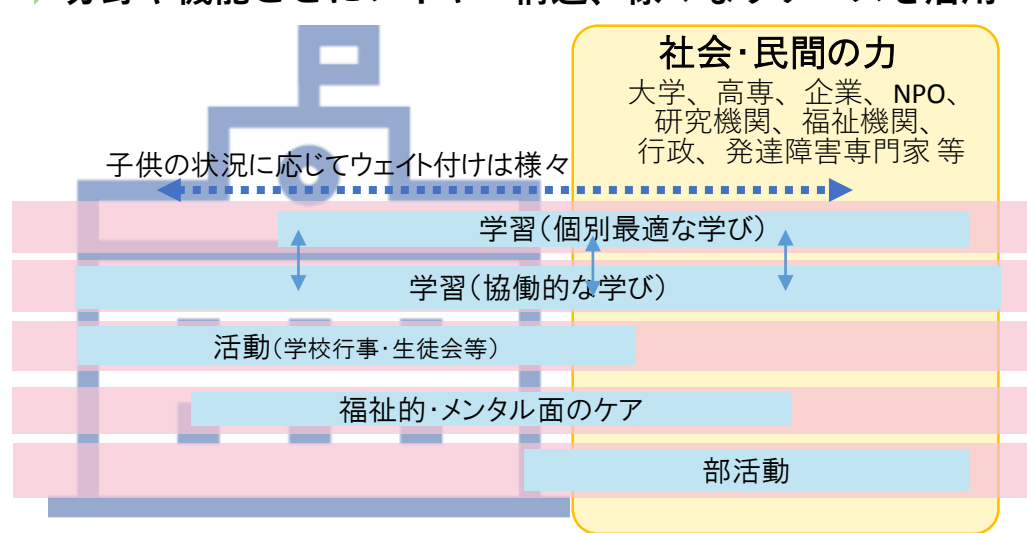 社会・民間の力
大学、高専、企業、NPO、
研究機関、福祉機関、
行政、発達障害専門家 等
子供の状況に応じてウェイト付けは様々
学習（個別最適な学び）
学習（協働的な学び）
活動（学校行事・生徒会等）
福祉的・メンタル面のケア
部活動